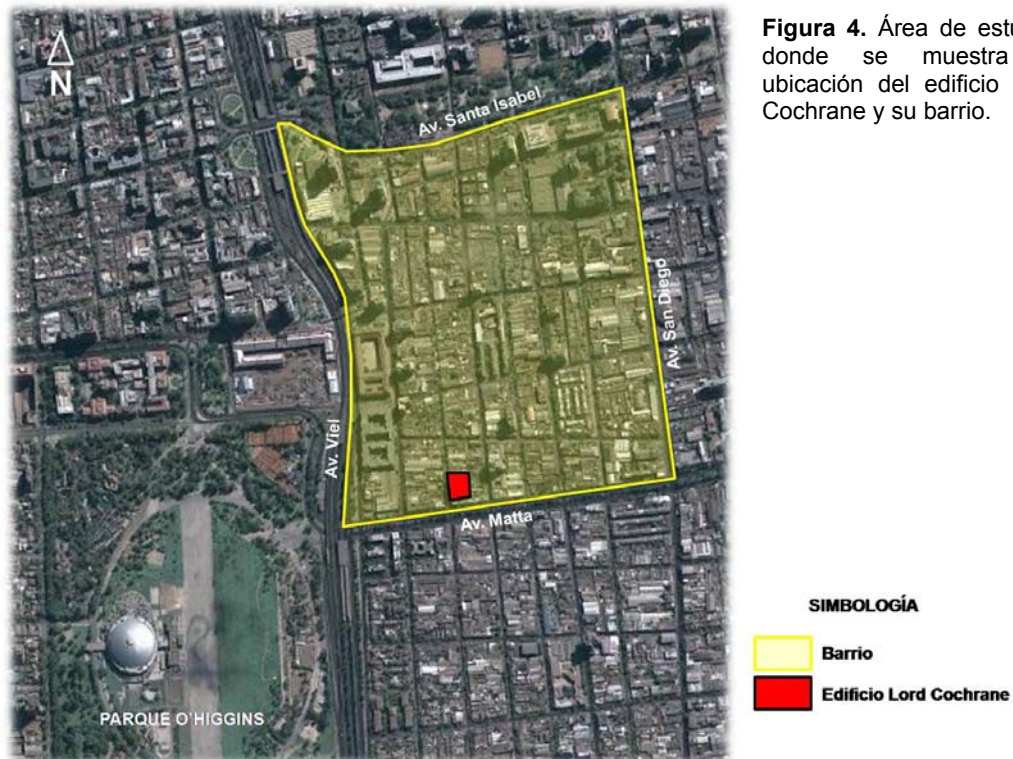 Figura 4. Área de
donde se muestra
ubicación del edificio
Cochrane y su barrio.
N
Av. Santa Isabel
Av. San Diego
Av. Viel
Av. Matta
PARQUE O'HIGGINS
SIMBOLOGÍA
Barrio
Edificio Lord Cochrane